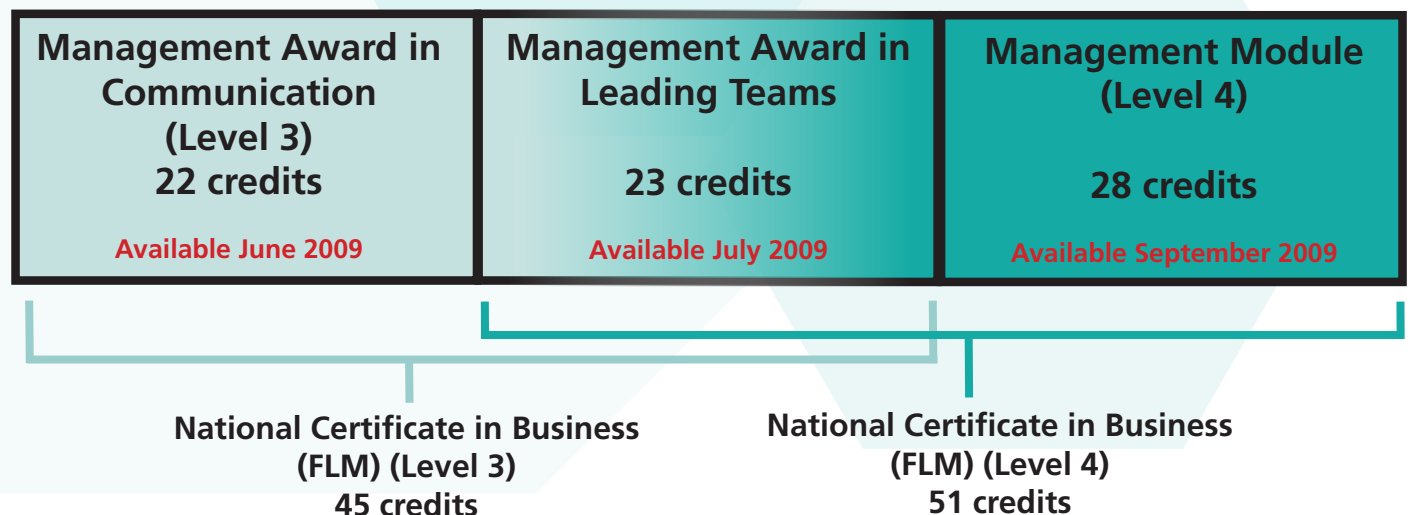 Management Award in
Communication
(Level 3)
22 credits
Available June 2009
Management Award in
Leading Teams
23 credits
Available July 2009
Management Module
(Level 4)
28 credits
Available September 2009
National Certificate in Business
(FLM) (Level 3)
45 credits
National Certificate in Business
(FLM) (Level 4)
51 credits